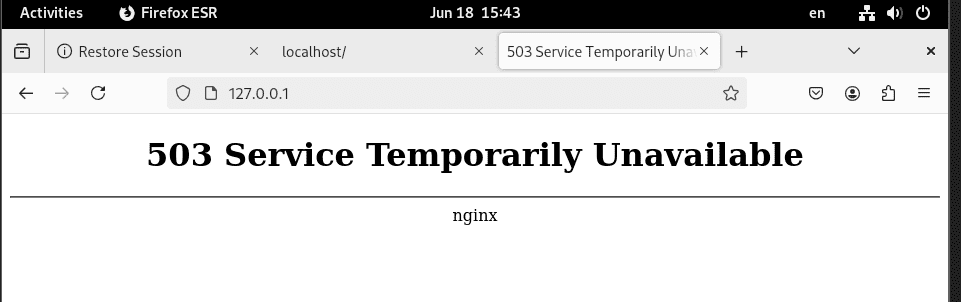 Activities Firefox ESR Jun 18 15:43 en
Restore Session localhost/ 503 Service Temporarily Una
127.0.0.1
503 Service Temporarily Unavailable
nginx